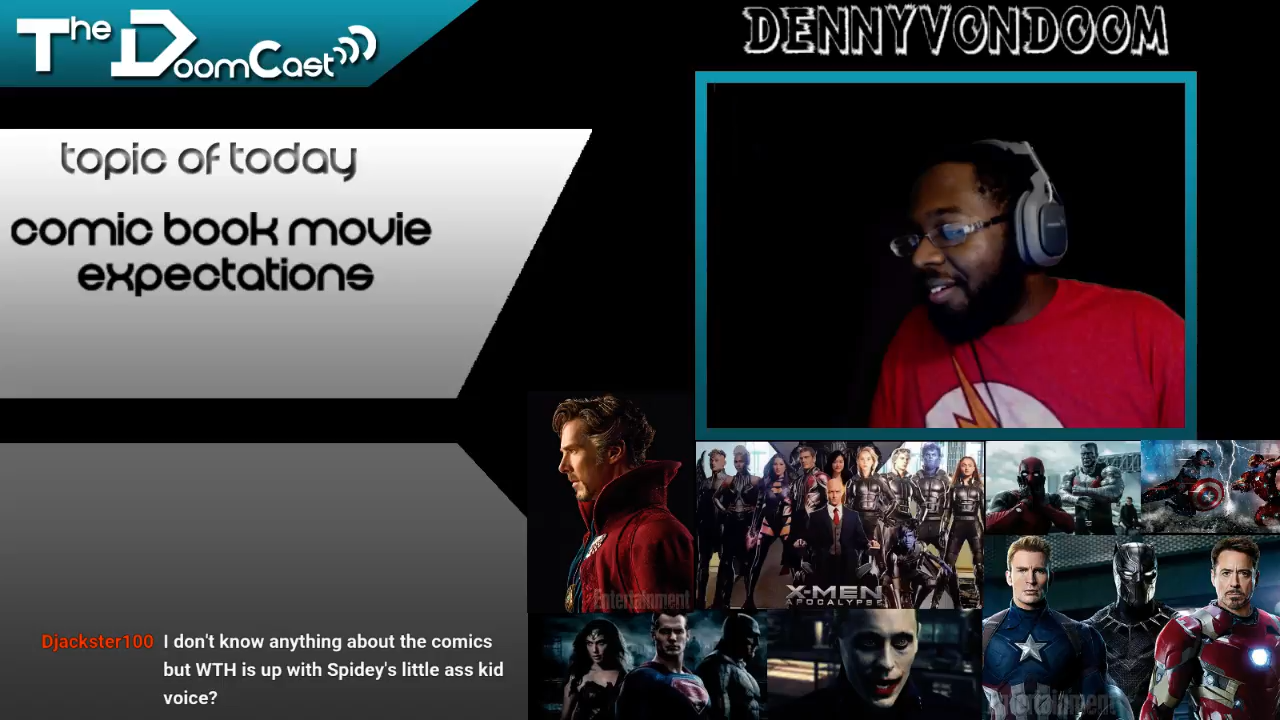 The DoomCast
DENNYVONDOOM
topic of today
comic book movie
expectations
Entertainment
X-MEN
APOCALYPSE
Entertainment
Djackster100 I don't know anything about the comics
but WTH is up with Spidey's little ass kid
voice?